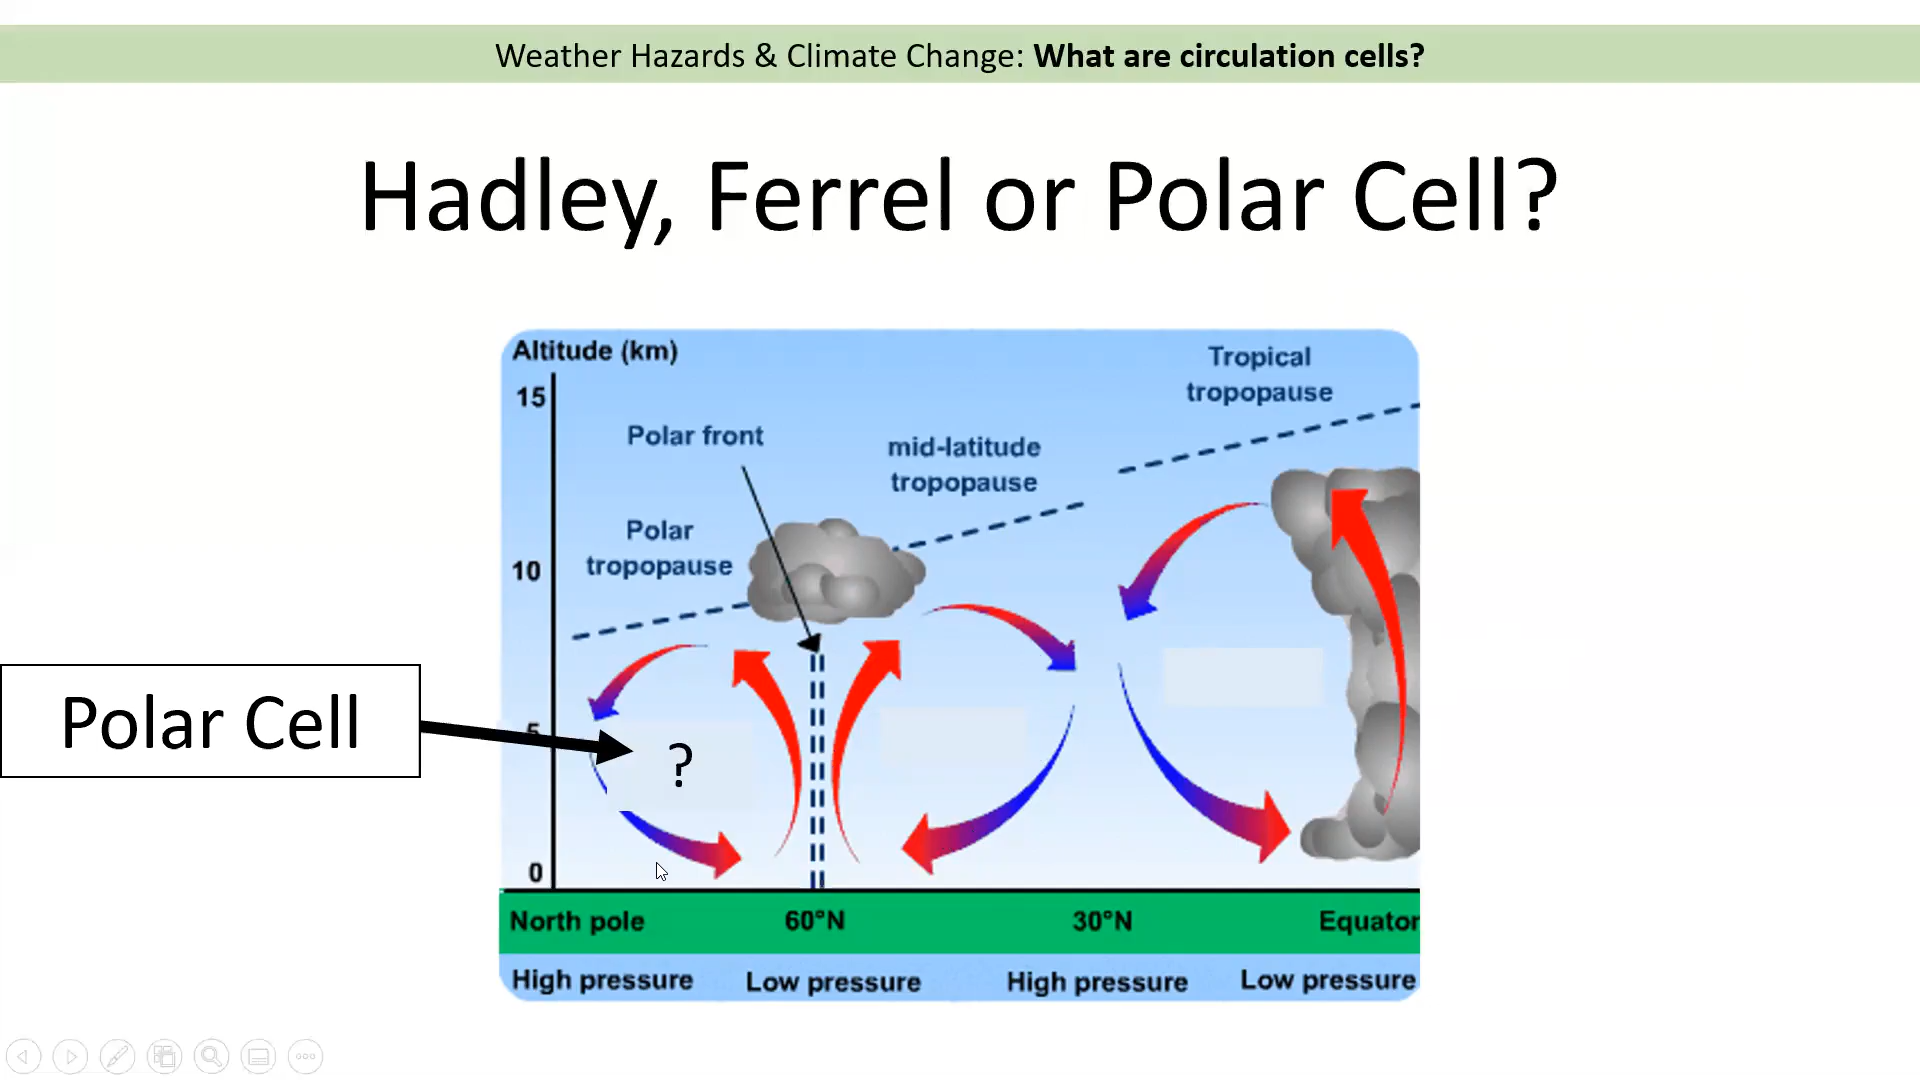 Weather Hazards & Climate Change: What are circulation cells?
Hadley, Ferrel or Polar Cell?
Altitude (km)
15
Tropical
tropopause
Polar front
mid-latitude
tropopause
Polar
tropopause
10
Polar Cell
5
?
0
North pole
60°N
30°N
Equator
High pressure
Low pressure
High pressure
Low pressure